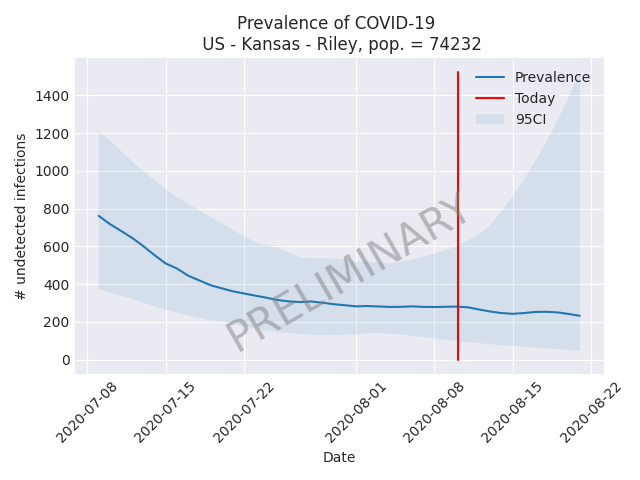 Prevalence of COVID-19
US - Kansas - Riley, pop. = 74232
Prevalence
Today
95CI
# undetected infections
1400
1200
1000
800
600
400
200
0
PRELIMINARY
2020-07-08
2020-07-15
2020-07-22
2020-08-01
2020-08-08
2020-08-15
2020-08-22
Date